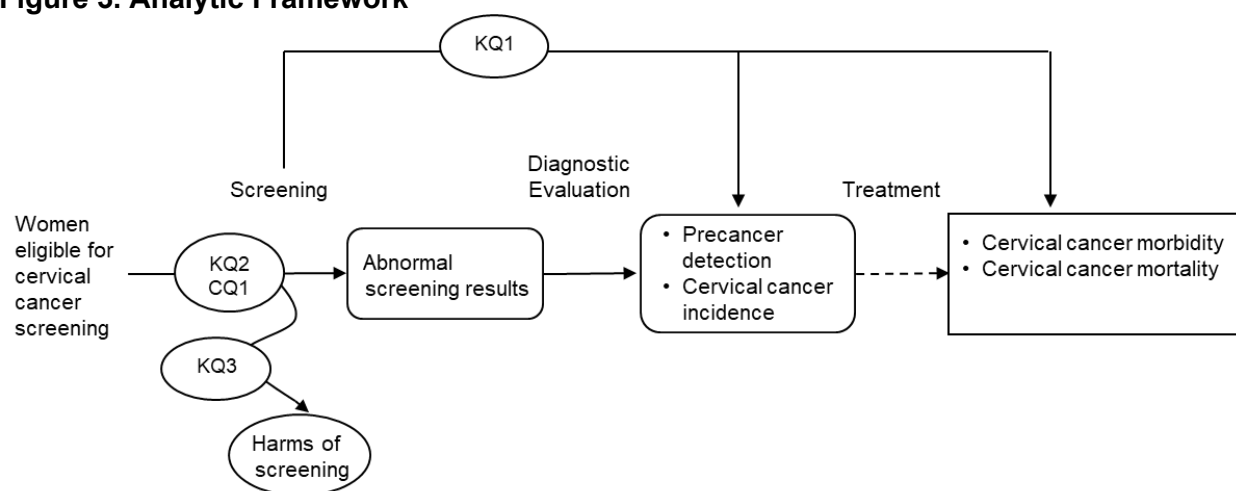 Figure 3. Analytic Framework
KQ1
Screening
Diagnostic
Evaluation
Treatment
Women
eligible for
cervical
cancer
screening
KQ2
CQ1
Abnormal
screening results
• Precancer
detection
• Cervical cancer
incidence
• Cervical cancer morbidity
• Cervical cancer mortality
KQ3
Harms of
screening